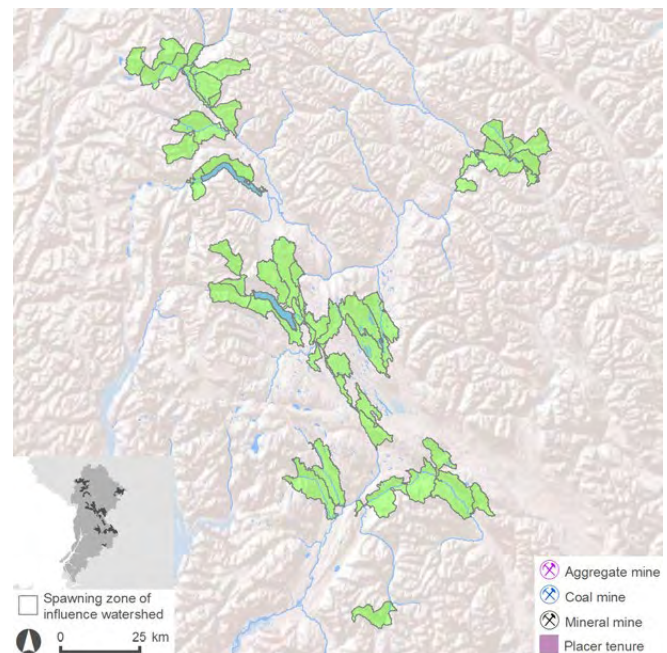 Spawning zone of
influence watershed
0 25 km
Aggregate mine
Coal mine
Mineral mine
Placer tenure